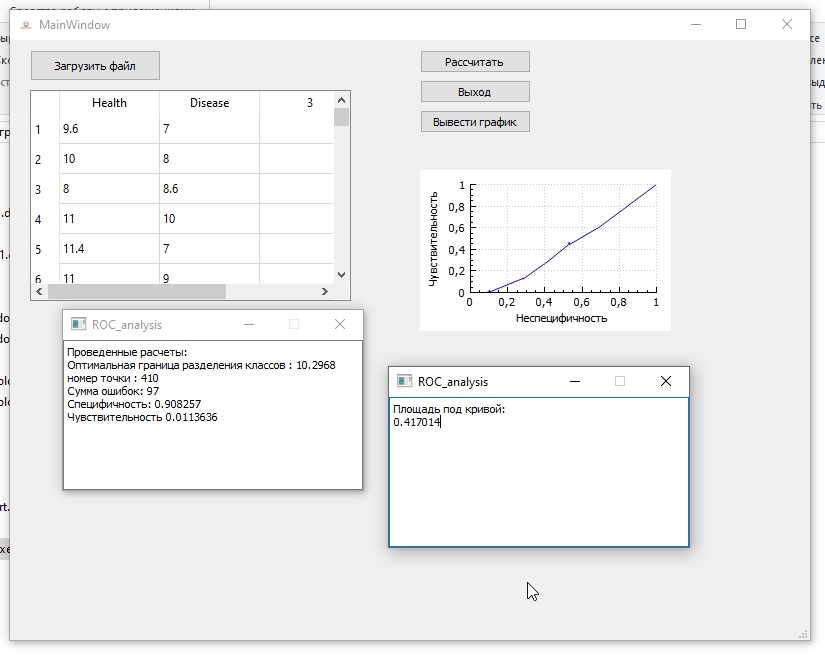 MainWindow
Загрузить файл
Рассчитать
Выход
Вывести график
Health Disease 3
1 9.6 7
2 10 8
3 8 8.6
4 11 10
5 11.4 7
6 11 9
Чувствительность
1
0,8
0,6
0,4
0,2
0
0 0,2 0,4 0,6 0,8 1
Неспецифичность
ROC_analysis
Проведенные расчеты:
Оптимальная граница разделения классов : 10.2968
номер точки : 410
Сумма ошибок: 97
Специфичность: 0.908257
Чувствительность 0.0113636
ROC_analysis
Площадь под кривой:
0.417014